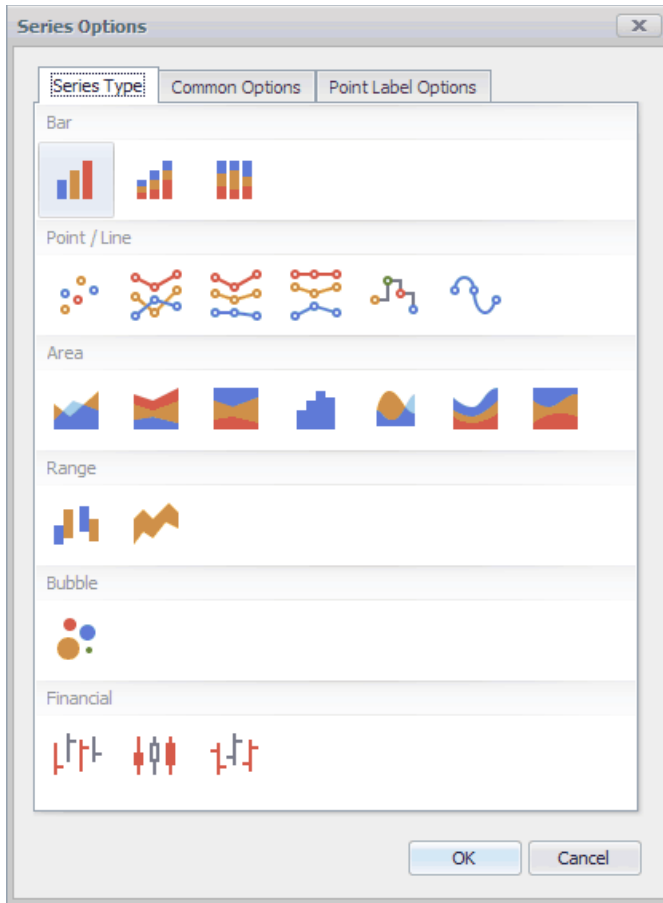 Series Options
Series Type Common Options Point Label Options
Bar
Point / Line
Area
Range
Bubble
Financial
OK Cancel